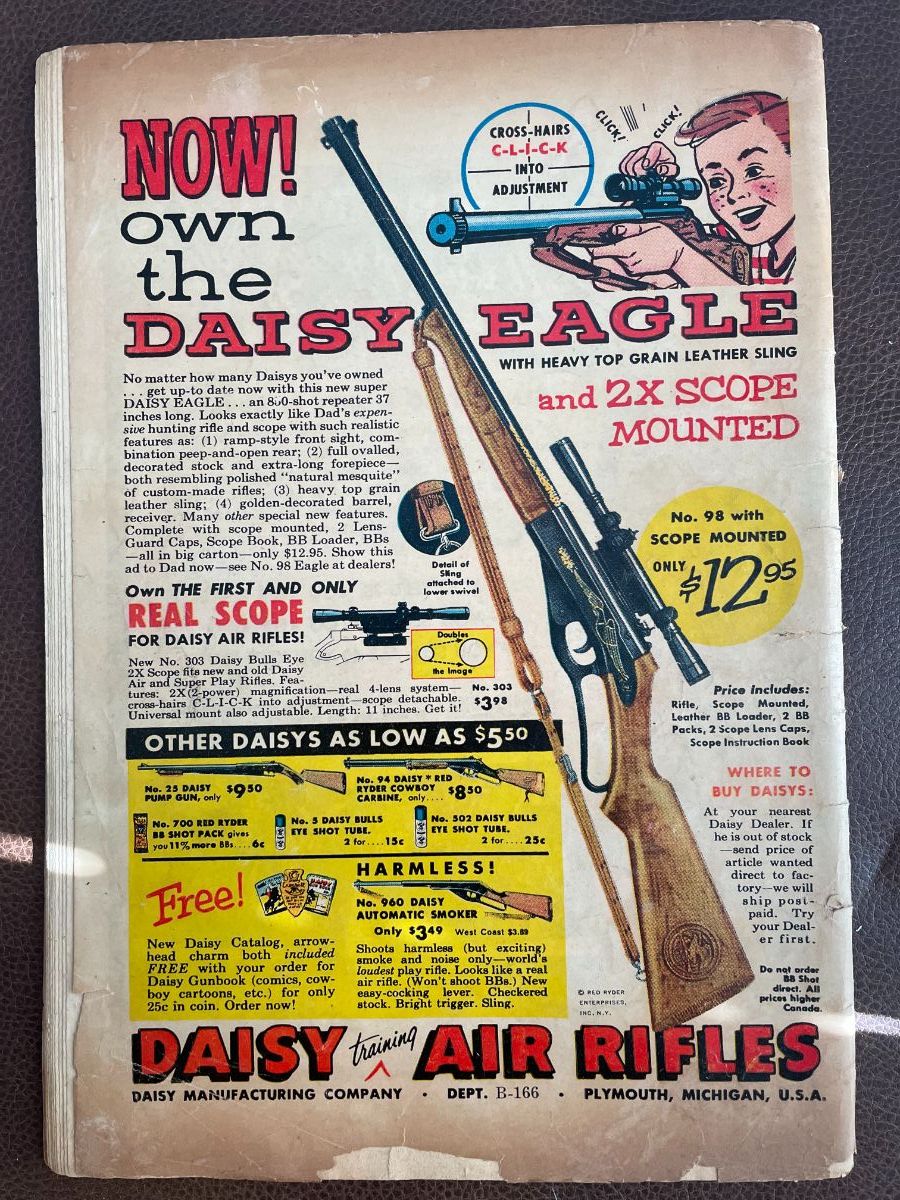 NOW!
own
the
DAISY EAGLE
CROSS-HAIRS
C-L-I-C-K
INTO
ADJUSTMENT
CLICK!
CLICK!
WITH HEAVY TOP GRAIN LEATHER SLING
and 2X SCOPE
MOUNTED
No matter how many Daisys you've owned
. . . get up-to date now with this new super
DAISY EAGLE . . . an 850-shot repeater 37
inches long. Looks exactly like Dad's expen-
sive hunting rifle and scope with such realistic
features as: (1) ramp-style front sight, com-
bination peep-and-open rear; (2) full ovalled,
decorated stock and extra-long forepiece—
both resembling polished "natural mesquite"
of custom-made rifles; (3) heavy top grain
leather sling; (4) golden-decorated barrel,
receiver. Many other special new features.
Complete with scope mounted, 2 Lens-
Guard Caps, Scope Book, BB Loader, BBs
—all in big carton—only $12.95. Show this
ad to Dad now—see No. 98 Eagle at dealers!
Detail of
Sling
attached to
lower swivel
No. 98 with
SCOPE MOUNTED
ONLY
$12 95
Own THE FIRST AND ONLY
REAL SCOPE
FOR DAISY AIR RIFLES!
Doubles
the Image
New No. 303 Daisy Bulls Eye
2X Scope fits new and old Daisy
Air and Super Play Rifles. Fea-
tures: 2X(2-power) magnification—real 4-lens system—
cross-hairs C-L-I-C-K into adjustment—scope detachable.
Universal mount also adjustable. Length: 11 inches. Get it!
No. 303
$3 98
Price Includes:
Rifle, Scope Mounted,
Leather BB Loader, 2 BB
Packs, 2 Scope Lens Caps,
Scope Instruction Book
OTHER DAISYS AS LOW AS $5 50
No. 25 DAISY
PUMP GUN, only $9 50
No. 94 DAISY * RED
RYDER COWBOY
CARBINE, only.... $8 50
No. 700 RED RYDER
BB SHOT PACK gives
you 11% more BBs....6c
No. 5 DAISY BULLS
EYE SHOT TUBE.
2 for....15c
No. 502 DAISY BULLS
EYE SHOT TUBE.
2 for....25c
WHERE TO
BUY DAISYS:
At your nearest
Daisy Dealer. If
he is out of stock
—send price of
article wanted
direct to fac-
tory—we will
ship post-
paid. Try
your Deal-
er first.
Free!
New Daisy Catalog, arrow-
head charm both included
FREE with your order for
Daisy Gunbook (comics, cow-
boy cartoons, etc.) for only
25c in coin. Order now!
HARMLESS!
No. 960 DAISY
AUTOMATIC SMOKER
Only $3 49 West Coast $3.89
Shoots harmless (but exciting)
smoke and noise only—world's
loudest play rifle. Looks like a real
air rifle. (Won't shoot BBs.) New
easy-cocking lever. Checkered
stock. Bright trigger. Sling.
Do not order
BB Shot
direct. All
prices higher
Canada.
© RED RYDER
ENTERPRISES,
INC. N.Y.
DAISY training AIR RIFLES
DAISY MANUFACTURING COMPANY · DEPT. B-166 · PLYMOUTH, MICHIGAN, U.S.A.